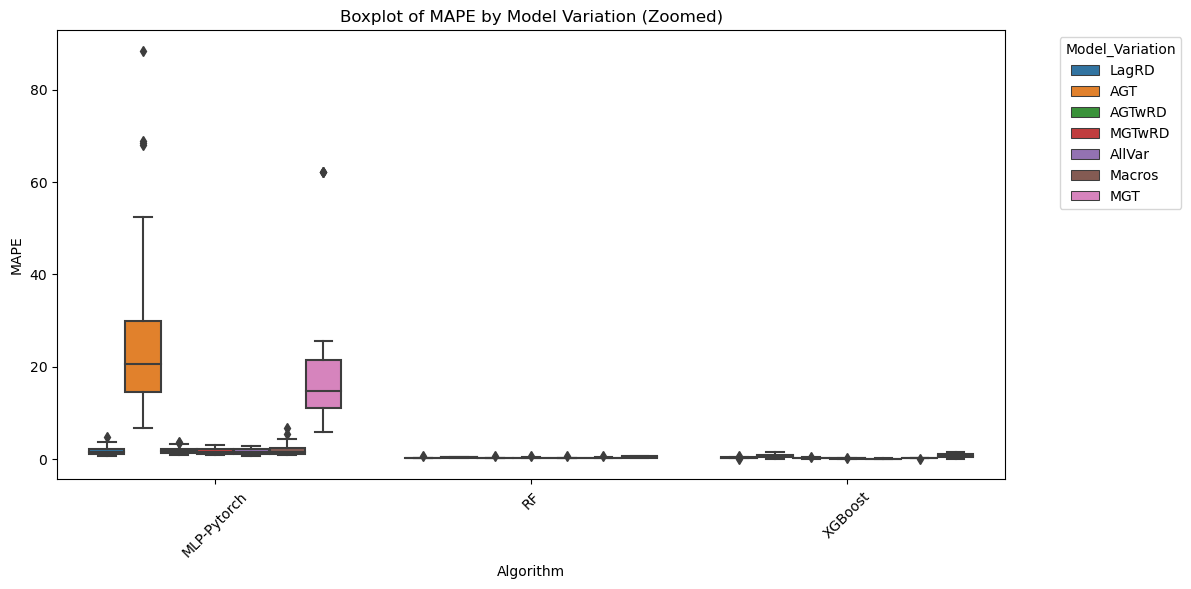 Boxplot of MAPE by Model Variation (Zoomed)
Model_Variation
LagRD
AGT
AGTwRD
MGTwRD
AllVar
Macros
MGT
MAPE
80
60
40
20
0
MLP-Pytorch
RF
XGBoost
Algorithm